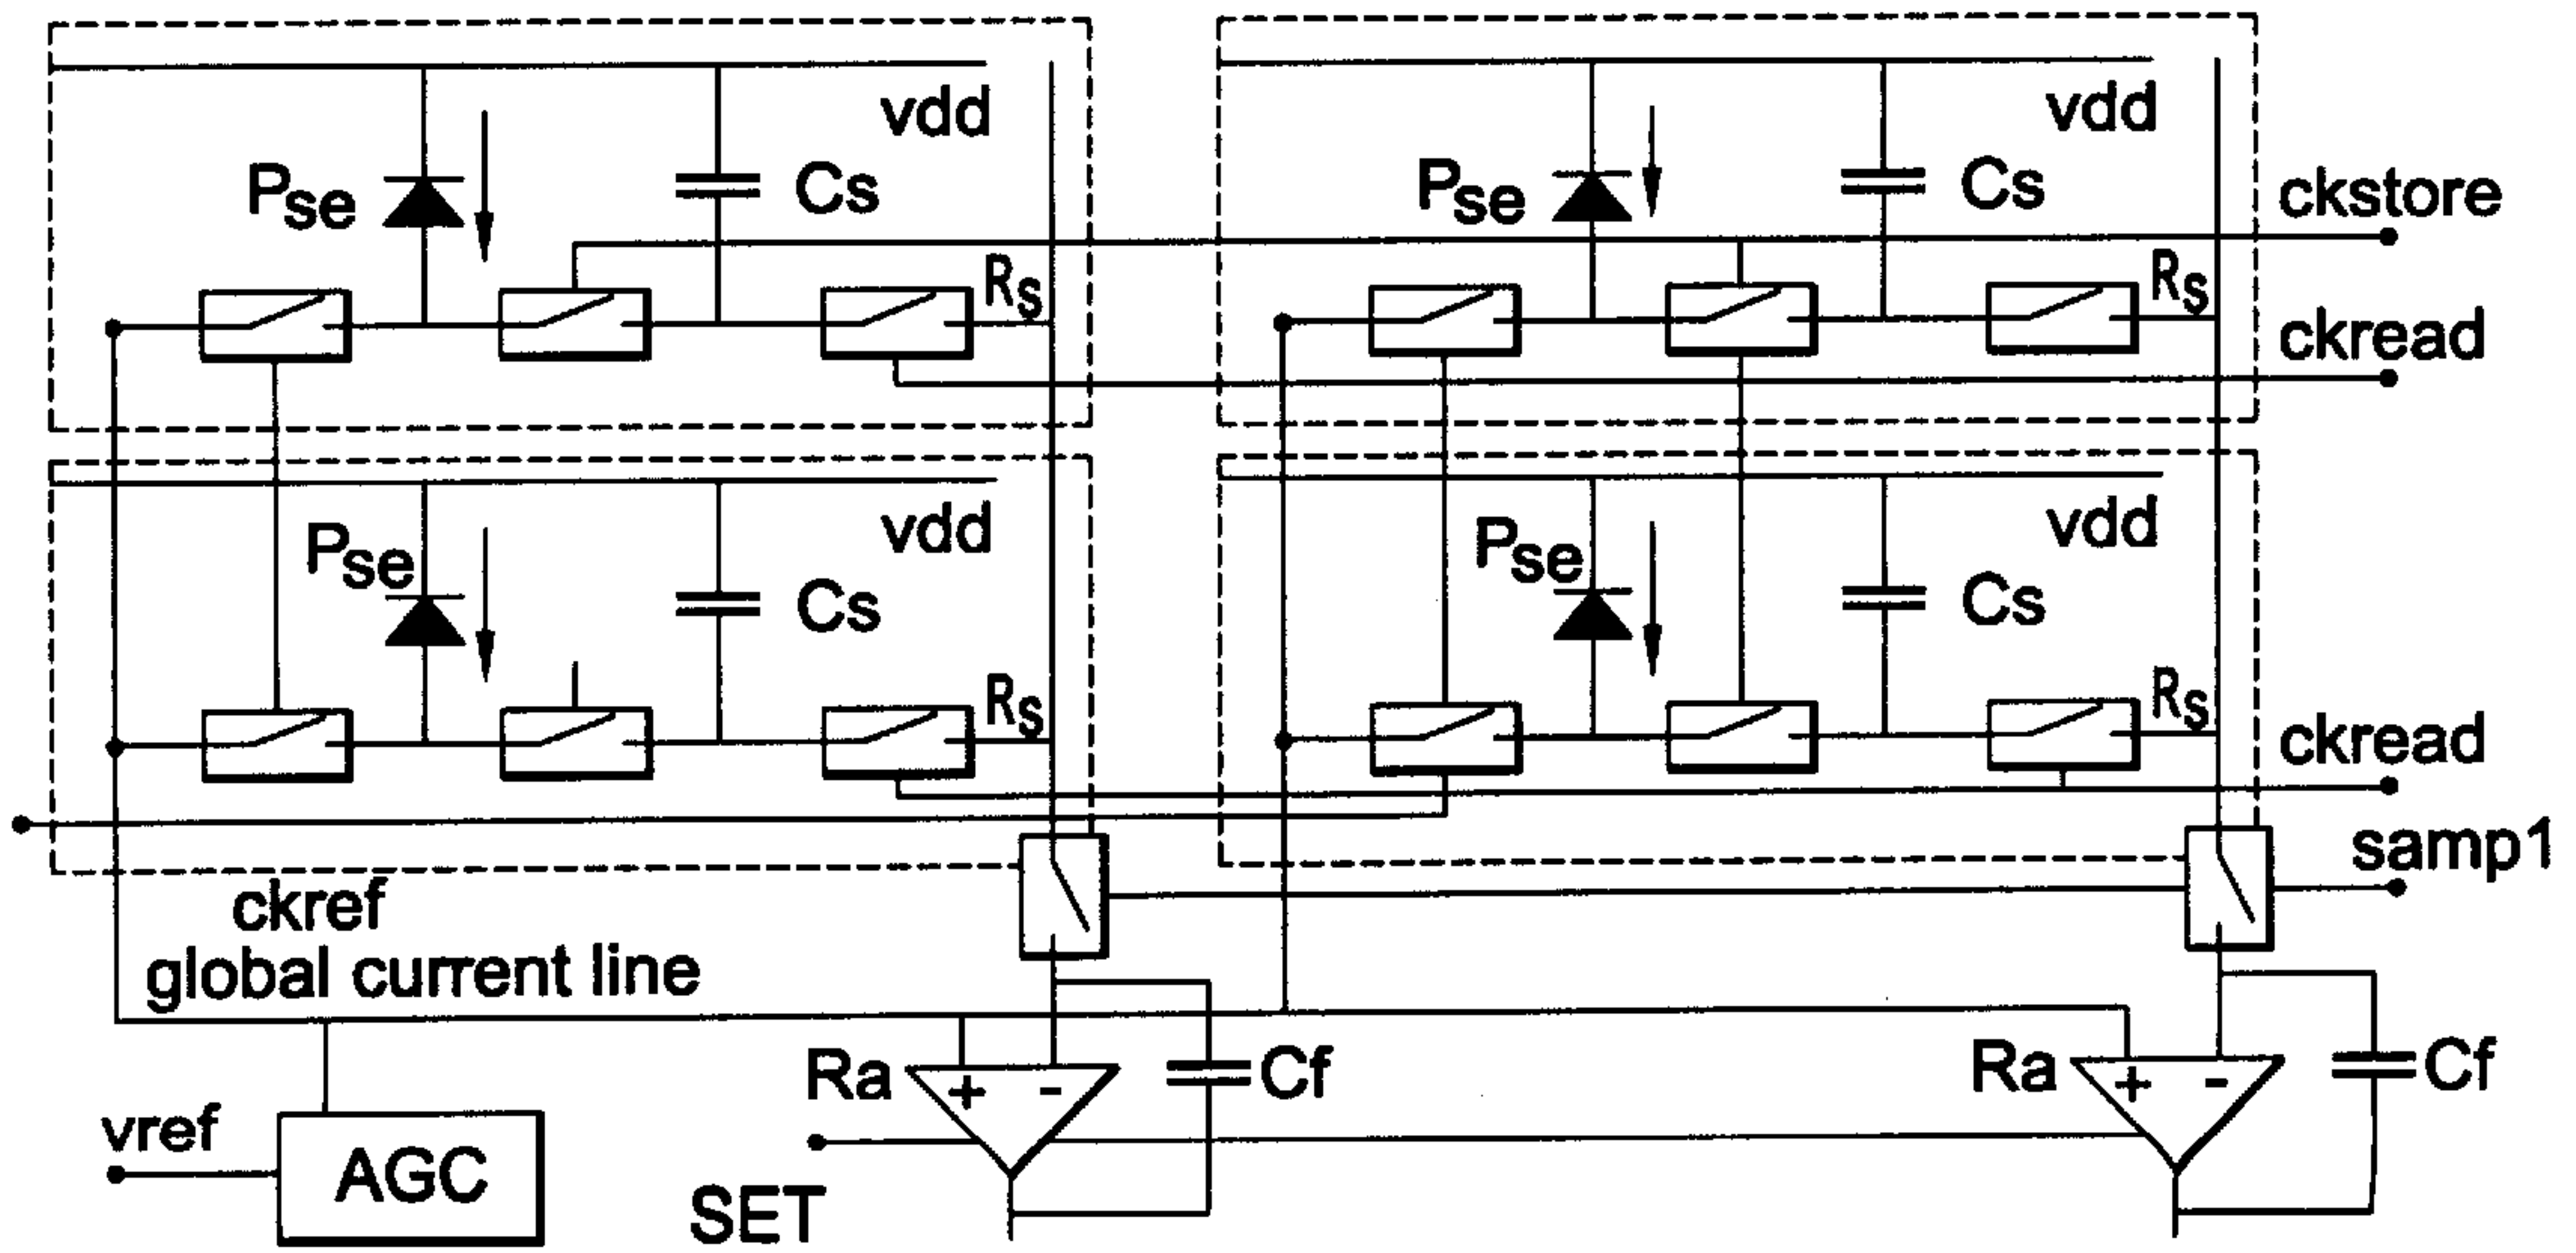 vdd vdd
Pse Cs Pse Cs ckstore
Rs Rs
ckread
vdd vdd
Pse Cs Pse Cs
Rs Rs
ckread
samp1
ckref
global current line
Ra + - Cf Ra + - Cf
vref
AGC
SET